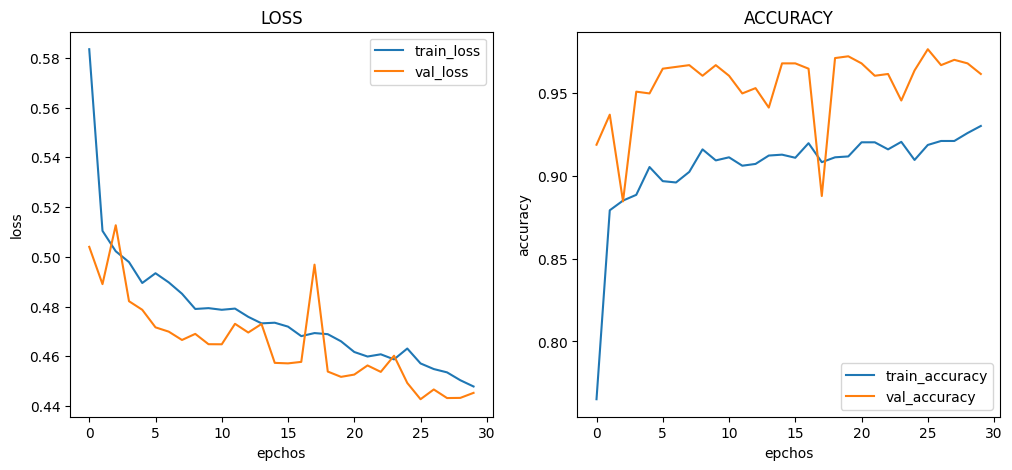 LOSS
train_loss
val_loss
0.58
0.56
0.54
0.52
0.50
0.48
0.46
0.44
loss
0
5
10
15
20
25
30
epchos
ACCURACY
0.95
0.90
0.85
0.80
accuracy
train_accuracy
val_accuracy
0
5
10
15
20
25
30
epchos